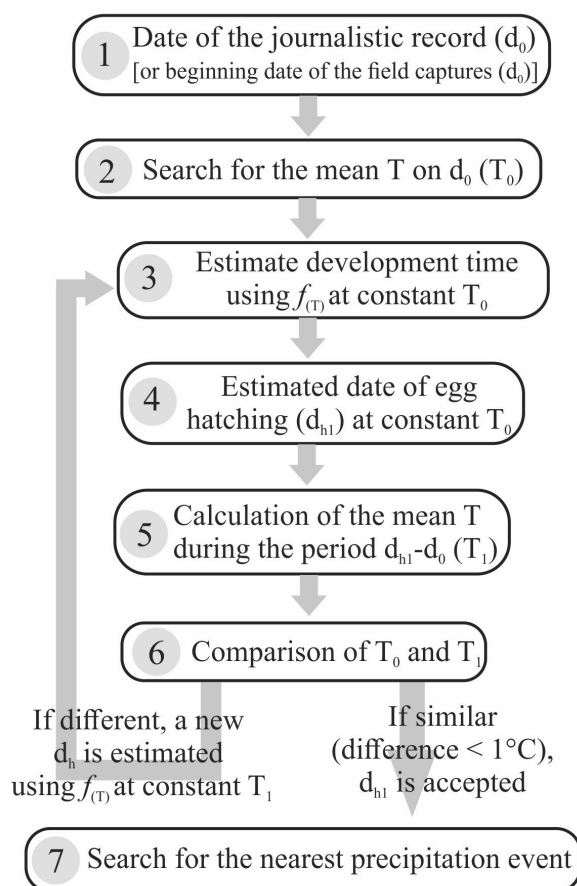 1 Date of the journalistic record (d₀)
[or beginning date of the field captures (d₀)]
2 Search for the mean T on d₀ (T₀)
3 Estimate development time
using f₍T₎ at constant T₀
4 Estimated date of egg
hatching (dₕ₁) at constant T₀
5 Calculation of the mean T
during the period dₕ₁-d₀ (T₁)
6 Comparison of T₀ and T₁
If different, a new
dₕ is estimated
using f₍T₎ at constant T₁
If similar
(difference < 1°C),
dₕ₁ is accepted
7 Search for the nearest precipitation event